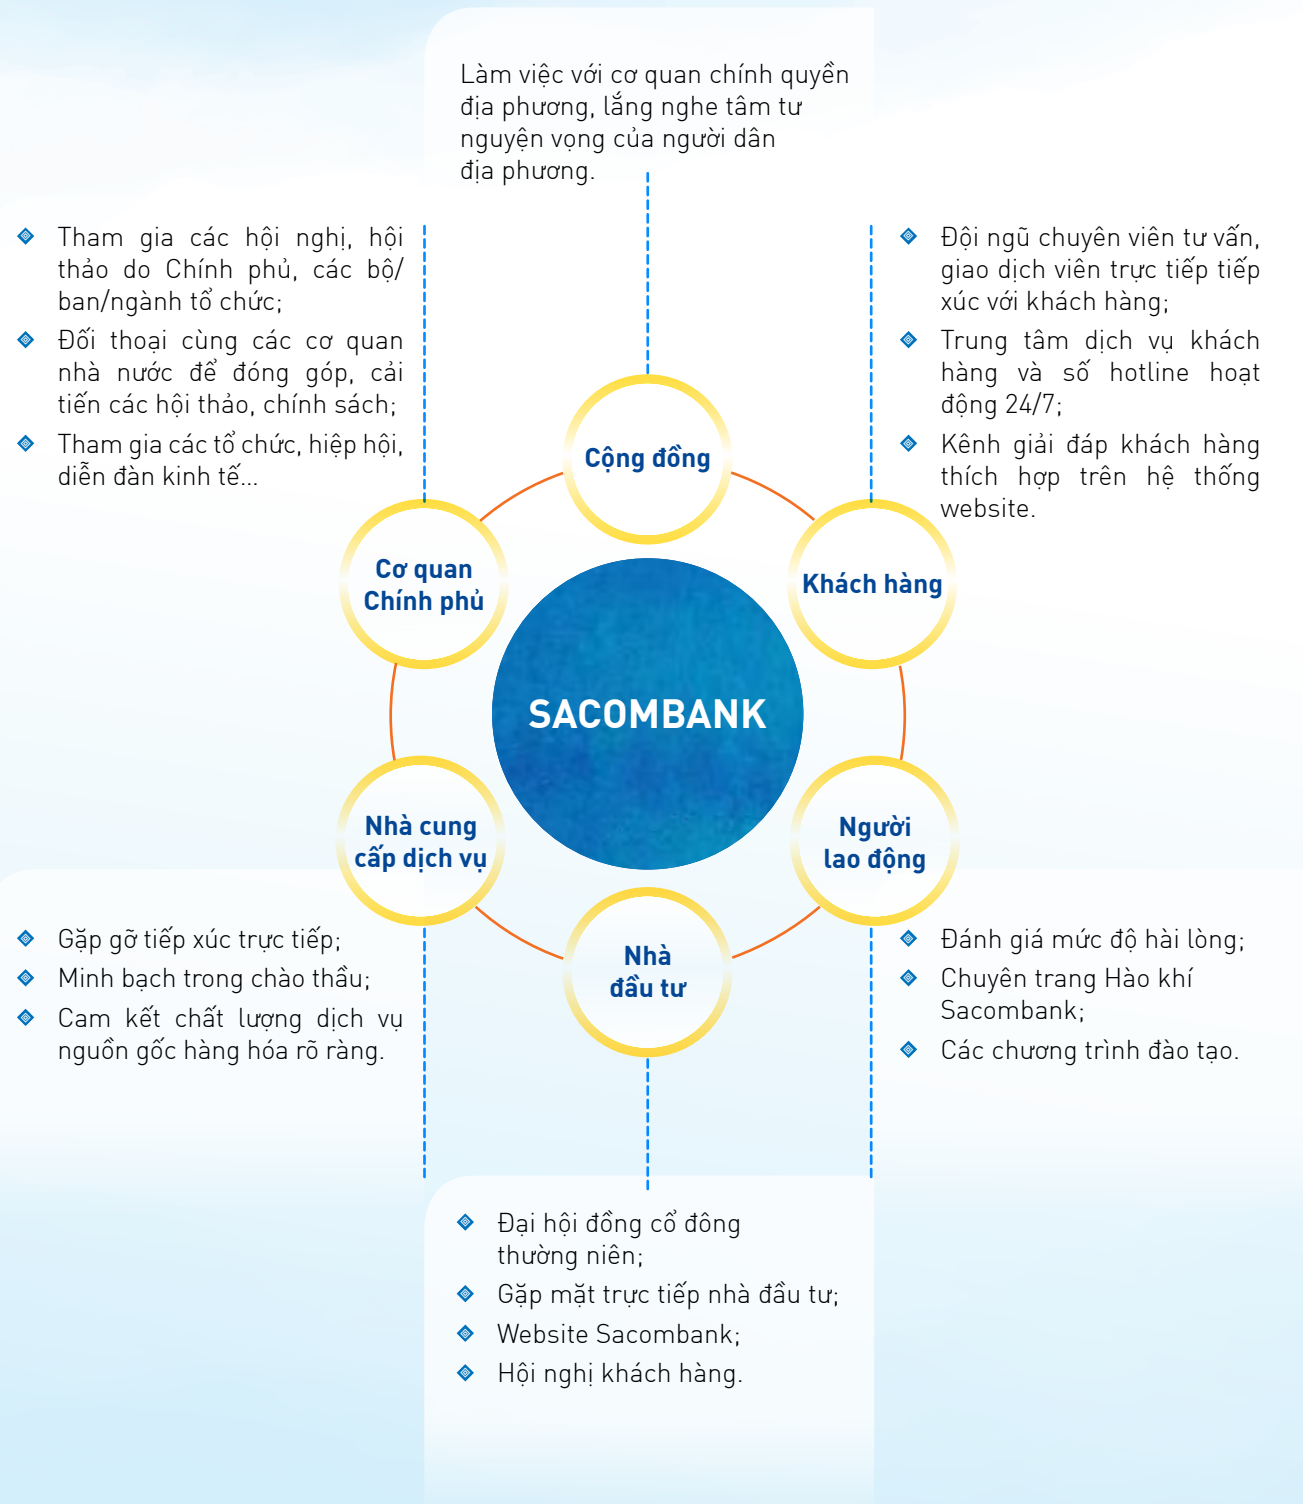 Làm việc với cơ quan chính quyền
địa phương, lắng nghe tâm tư
nguyện vọng của người dân
địa phương.
Tham gia các hội nghị, hội
thảo do Chính phủ, các bộ/
ban/ngành tổ chức;
Đối thoại cùng các cơ quan
nhà nước để đóng góp, cải
tiến các hội thảo, chính sách;
Tham gia các tổ chức, hiệp hội,
diễn đàn kinh tế...
Đội ngũ chuyên viên tư vấn,
giao dịch viên trực tiếp tiếp
xúc với khách hàng;
Trung tâm dịch vụ khách
hàng và số hotline hoạt
động 24/7;
Kênh giải đáp khách hàng
thích hợp trên hệ thống
website.
Cộng đồng
Cơ quan
Chính phủ
Khách hàng
SACOMBANK
Nhà cung
cấp dịch vụ
Người
lao động
Nhà
đầu tư
Gặp gỡ tiếp xúc trực tiếp;
Minh bạch trong chào thầu;
Cam kết chất lượng dịch vụ
nguồn gốc hàng hóa rõ ràng.
Đánh giá mức độ hài lòng;
Chuyên trang Hào khí
Sacombank;
Các chương trình đào tạo.
Đại hội đồng cổ đông
thường niên;
Gặp mặt trực tiếp nhà đầu tư;
Website Sacombank;
Hội nghị khách hàng.